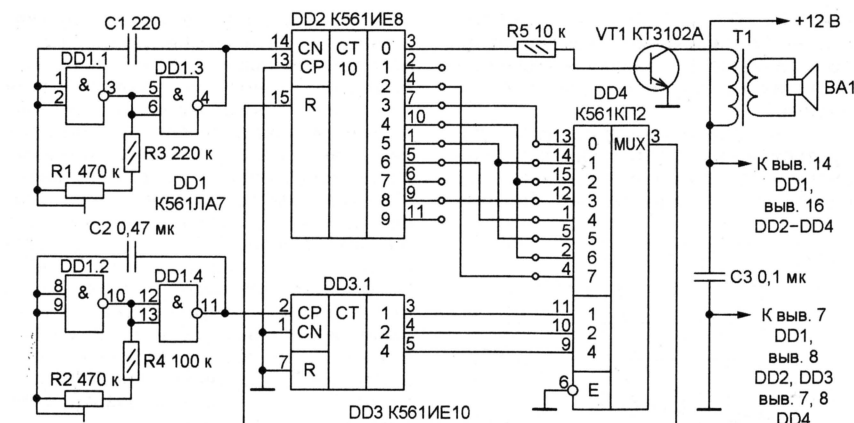 C1 220
DD2 К561ИЕ8
R5 10 к
VT1 КТ3102А
+12 В
T1
BA1
DD1.1
DD1.3
1
2
&
3
5
6
&
4
R1 470 к
R3 220 к
DD1
К561ЛА7
14
13
15
CN
CP
R
CT
10
0 3
1 2
2 4
3 7
4 10
5 1
6 5
7 6
8 9
9 11
DD4
К561КП2
13 0
14 1
15 2
12 3
1 4
5 5
2 6
4 7
MUX 3
11 1
10 2
9 4
6 E
К выв. 14
DD1,
выв. 16
DD2–DD4
C3 0,1 мк
К выв. 7
DD1,
выв. 8
DD2, DD3
выв. 7, 8
DD4
C2 0,47 мк
DD1.2
DD1.4
8
9
&
10
12
13
&
11
R2 470 к
R4 100 к
DD3.1
2 CP
1 CN
7 R
CT
1 3
2 4
4 5
DD3 К561ИЕ10